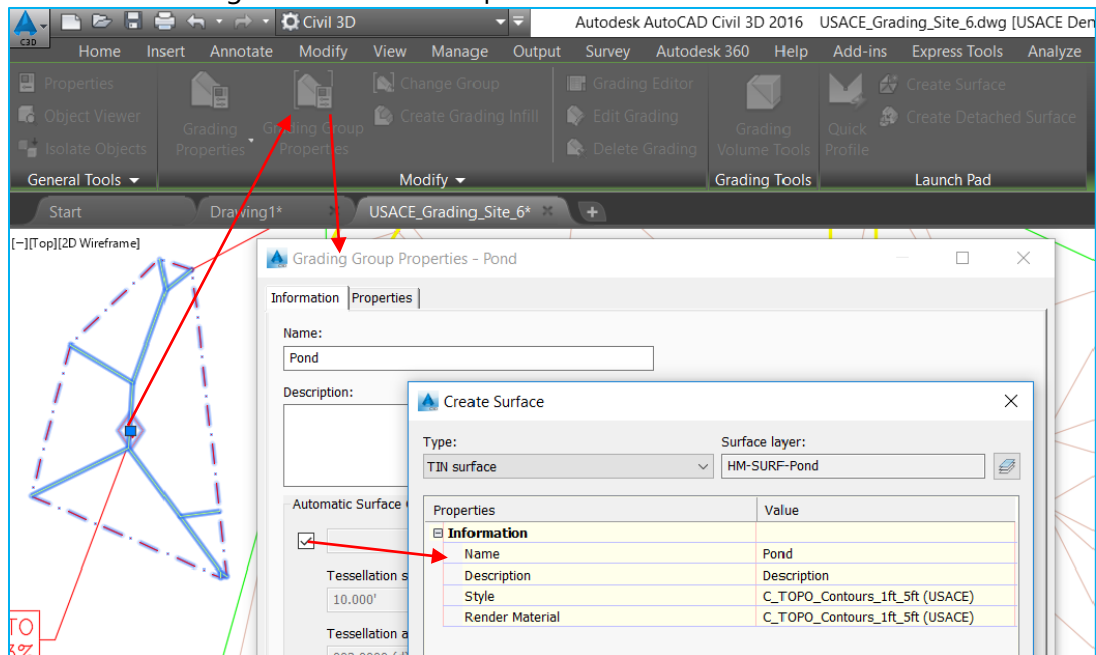 C3D
Civil 3D
Autodesk AutoCAD Civil 3D 2016 USACE_Grading_Site_6.dwg [USACE Den
Home Insert Annotate Modify View Manage Output Survey Autodesk 360 Help Add-ins Express Tools Analyze
Properties
Object Viewer
Isolate Objects
Grading Properties
Grading Group Properties
Change Group
Create Grading Infill
Grading Editor
Edit Grading
Delete Grading
Grading Volume Tools
Quick Profile
Create Surface
Create Detached Surface
General Tools
Modify
Grading Tools
Launch Pad
Start Drawing1* USACE_Grading_Site_6*
[−][Top][2D Wireframe]
Grading Group Properties - Pond
Information Properties
Name:
Pond
Description:
Automatic Surface
Tessellation s
10.000'
Tessellation a
Create Surface
Type:
TIN surface
Surface layer:
HM-SURF-Pond
Properties Value
Information
Name Pond
Description Description
Style C_TOPO_Contours_1ft_5ft (USACE)
Render Material C_TOPO_Contours_1ft_5ft (USACE)
TO